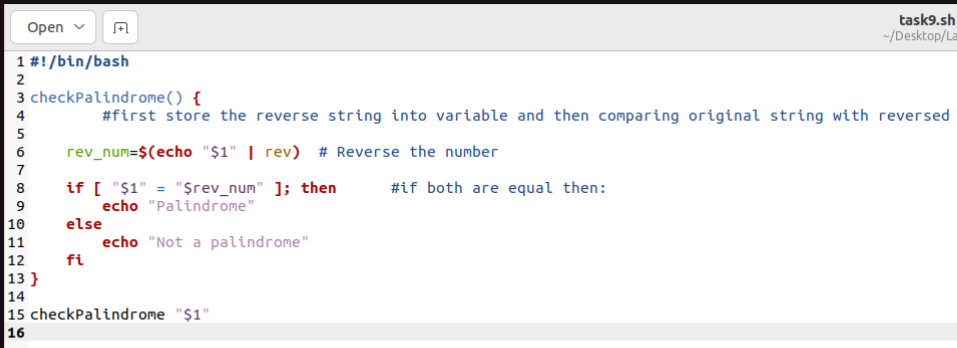 Open
task9.sh
~/Desktop/La
1 #!/bin/bash
2
3 checkPalindrome() {
4         #first store the reverse string into variable and then comparing original string with reversed
5
6     rev_num=$(echo "$1" | rev)  # Reverse the number
7
8     if [ "$1" = "$rev_num" ]; then      #if both are equal then:
9         echo "Palindrome"
10     else
11         echo "Not a palindrome"
12     fi
13 }
14
15 checkPalindrome "$1"
16